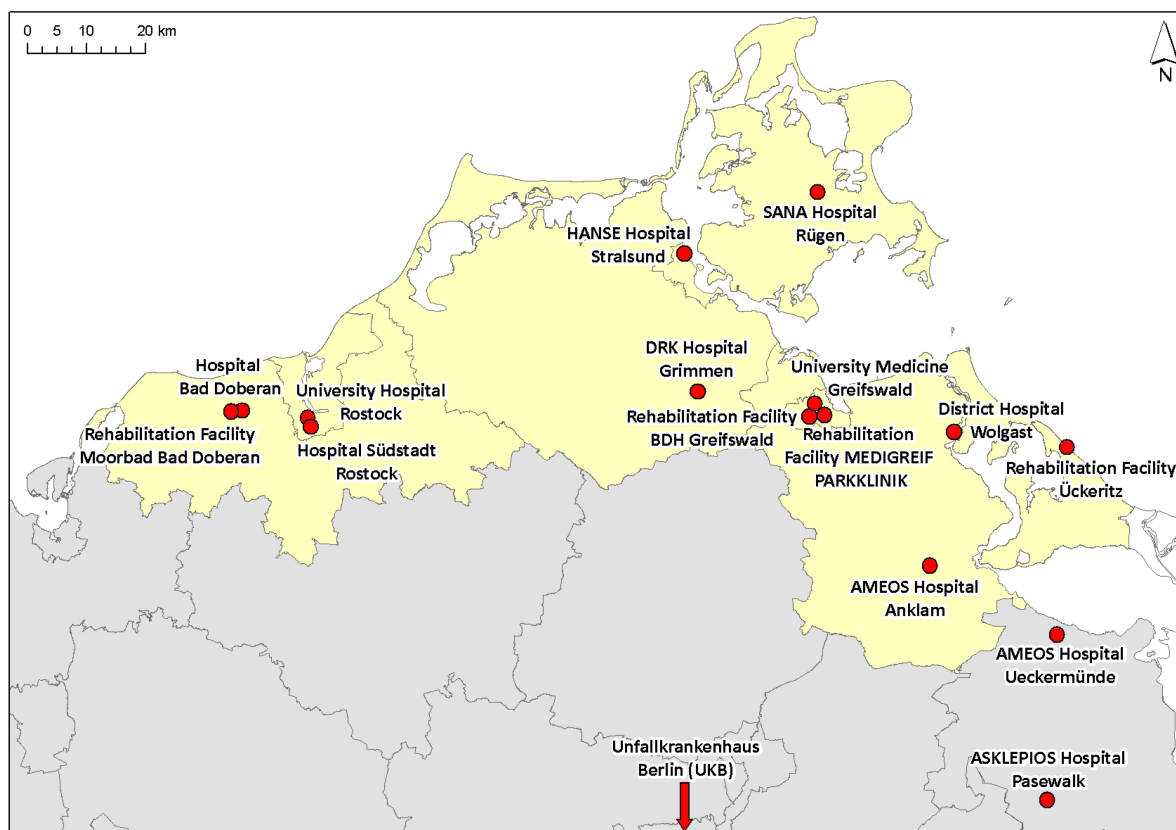 0 5 10 20 km
N
SANA Hospital
Rügen
HANSE Hospital
Stralsund
DRK Hospital
Grimmen
University Medicine
Greifswald
Hospital
Bad Doberan
University Hospital
Rostock
Rehabilitation Facility
BDH Greifswald
District Hospital
Wolgast
Rehabilitation Facility
Moorbad Bad Doberan
Hospital Südstadt
Rostock
Rehabilitation
Facility MEDIGREIF
PARKKLINIK
Rehabilitation Facility
Ückeritz
AMEOS Hospital
Anklam
AMEOS Hospital
Ueckermünde
Unfallkrankenhaus
Berlin (UKB)
ASKLEPIOS Hospital
Pasewalk